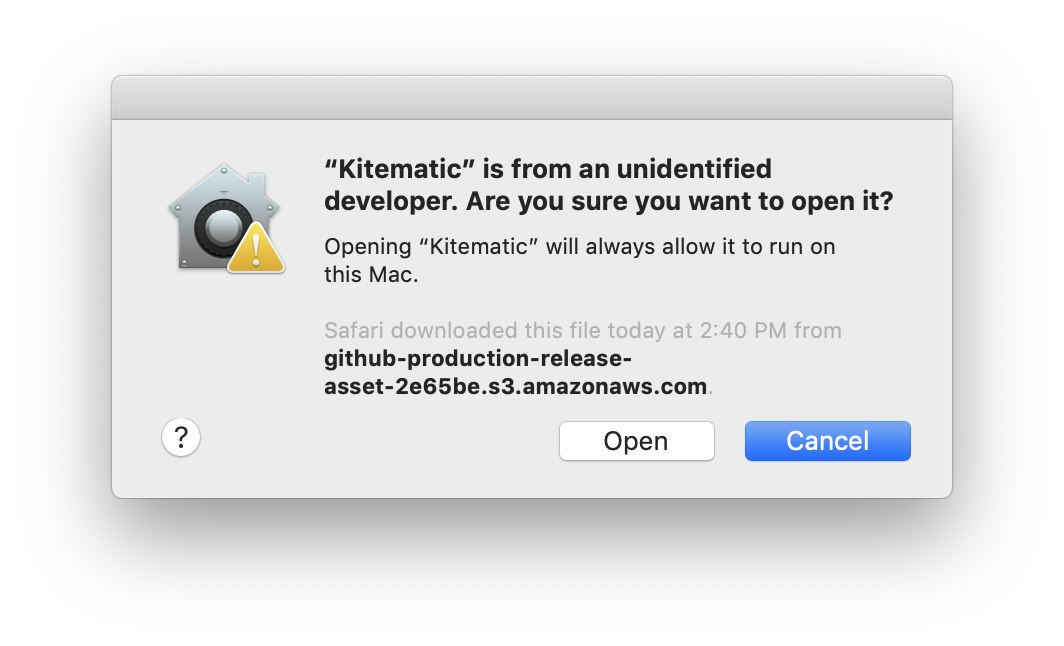 “Kitematic” is from an unidentified
developer. Are you sure you want to open it?
Opening “Kitematic” will always allow it to run on
this Mac.
Safari downloaded this file today at 2:40 PM from
github-production-release-
asset-2e65be.s3.amazonaws.com.
?
Open
Cancel